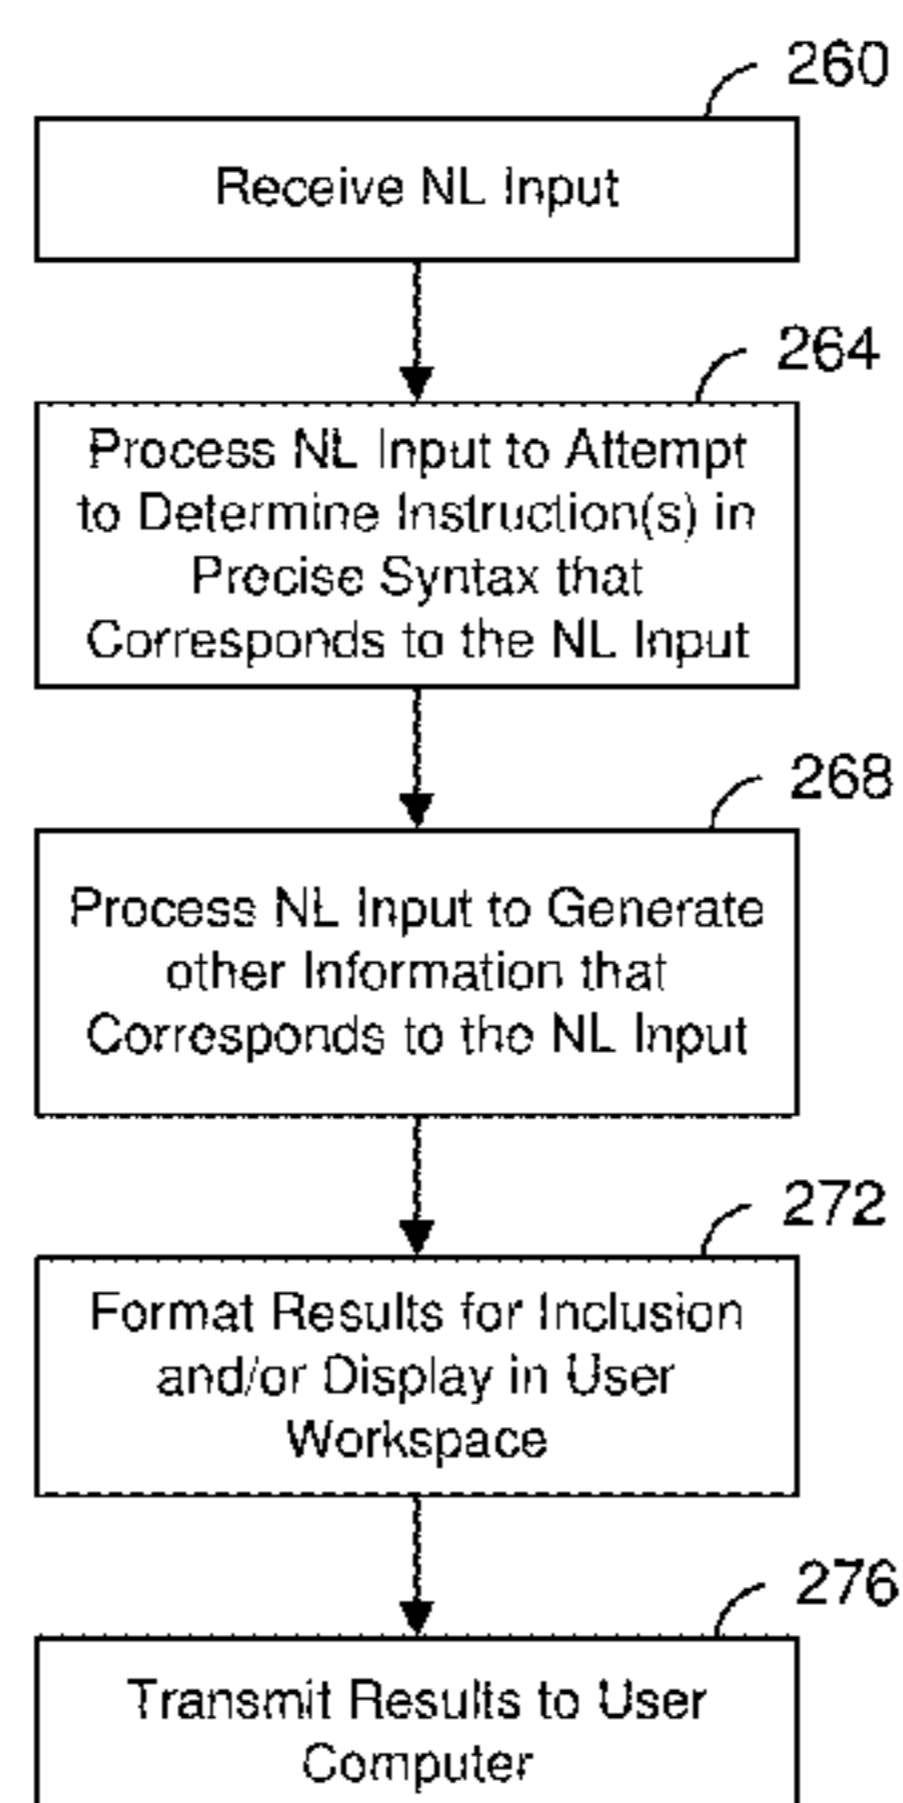 260
Receive NL Input
264
Process NL Input to Attempt
to Determine Instruction(s) in
Precise Syntax that
Corresponds to the NL Input
268
Process NL Input to Generate
other Information that
Corresponds to the NL Input
272
Format Results for Inclusion
and/or Display in User
Workspace
276
Transmit Results to User
Computer